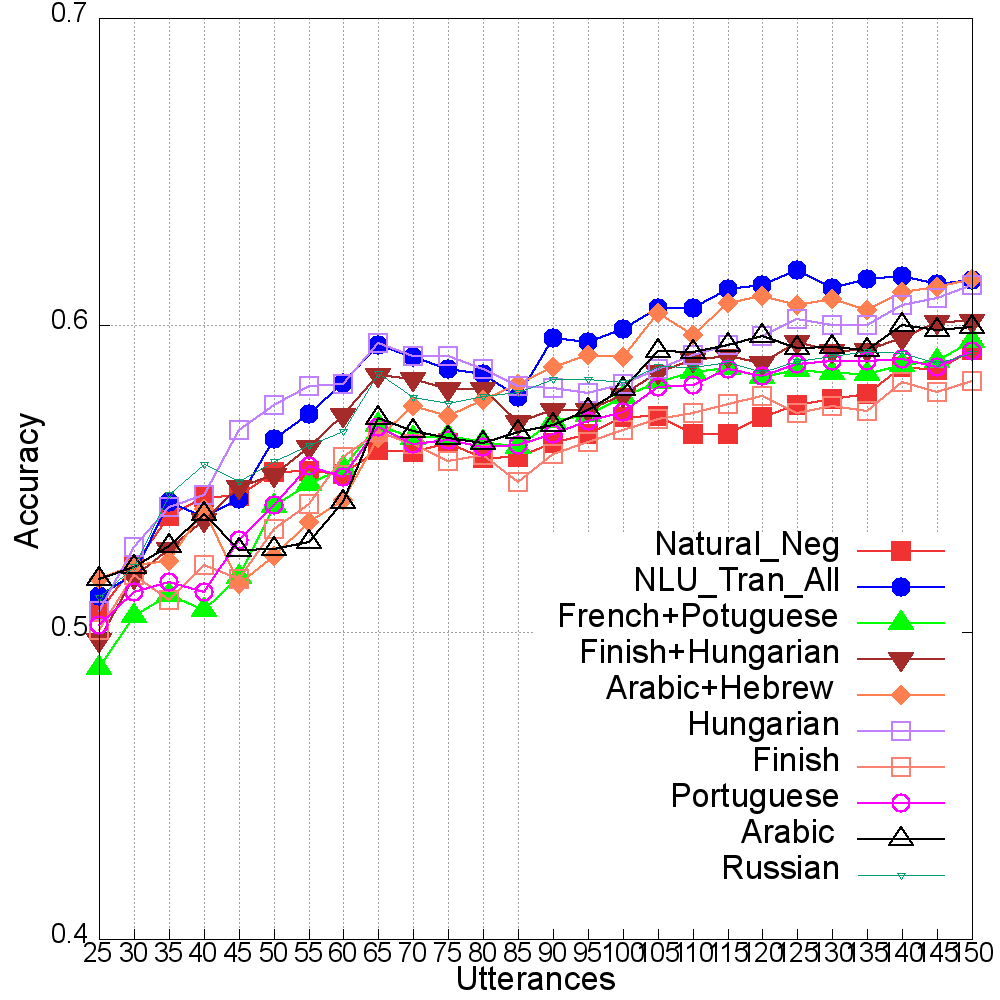 0.7
0.6
0.5
0.4
Accuracy
Natural_Neg
NLU_Tran_All
French+Potuguese
Finish+Hungarian
Arabic+Hebrew
Hungarian
Finish
Portuguese
Arabic
Russian
25 30 35 40 45 50 55 60 65 70 75 80 85 90 95 100 105 110 115 120 125 130 135 140 145 150
Utterances